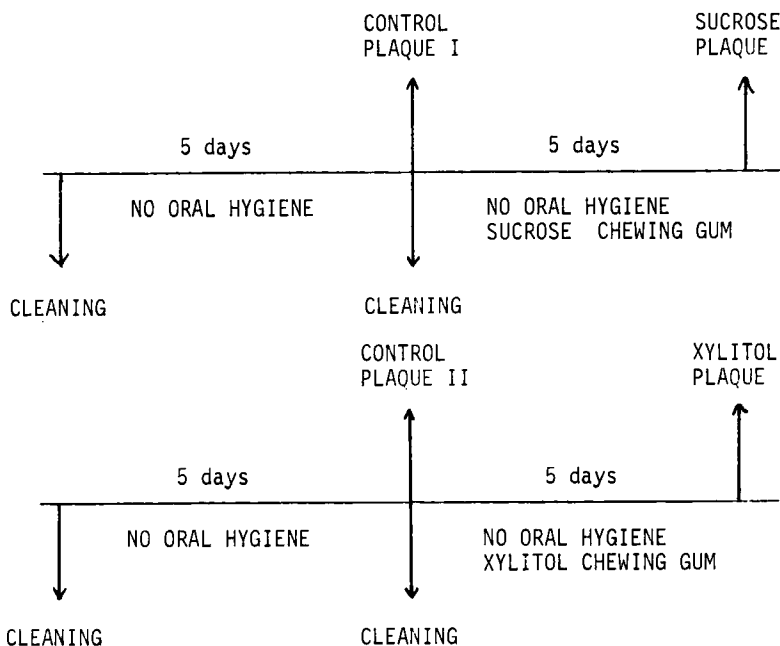 CONTROL
PLAQUE I
SUCROSE
PLAQUE
5 days
5 days
NO ORAL HYGIENE
NO ORAL HYGIENE
SUCROSE CHEWING GUM
CLEANING
CLEANING
CONTROL
PLAQUE II
XYLITOL
PLAQUE
5 days
5 days
NO ORAL HYGIENE
NO ORAL HYGIENE
XYLITOL CHEWING GUM
CLEANING
CLEANING